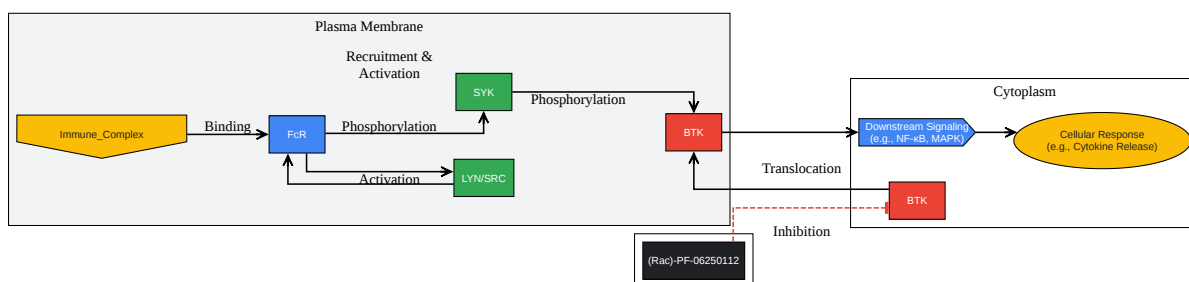 Plasma Membrane
Recruitment &
Activation
SYK
Phosphorylation
Cytoplasm
Immune_Complex
Binding
FcR
Phosphorylation
BTK
Downstream Signaling
(e.g., NF-κB, MAPK)
Cellular Response
(e.g., Cytokine Release)
Activation
LYN/SRC
Translocation
BTK
Inhibition
(Rac)-PF-06250112